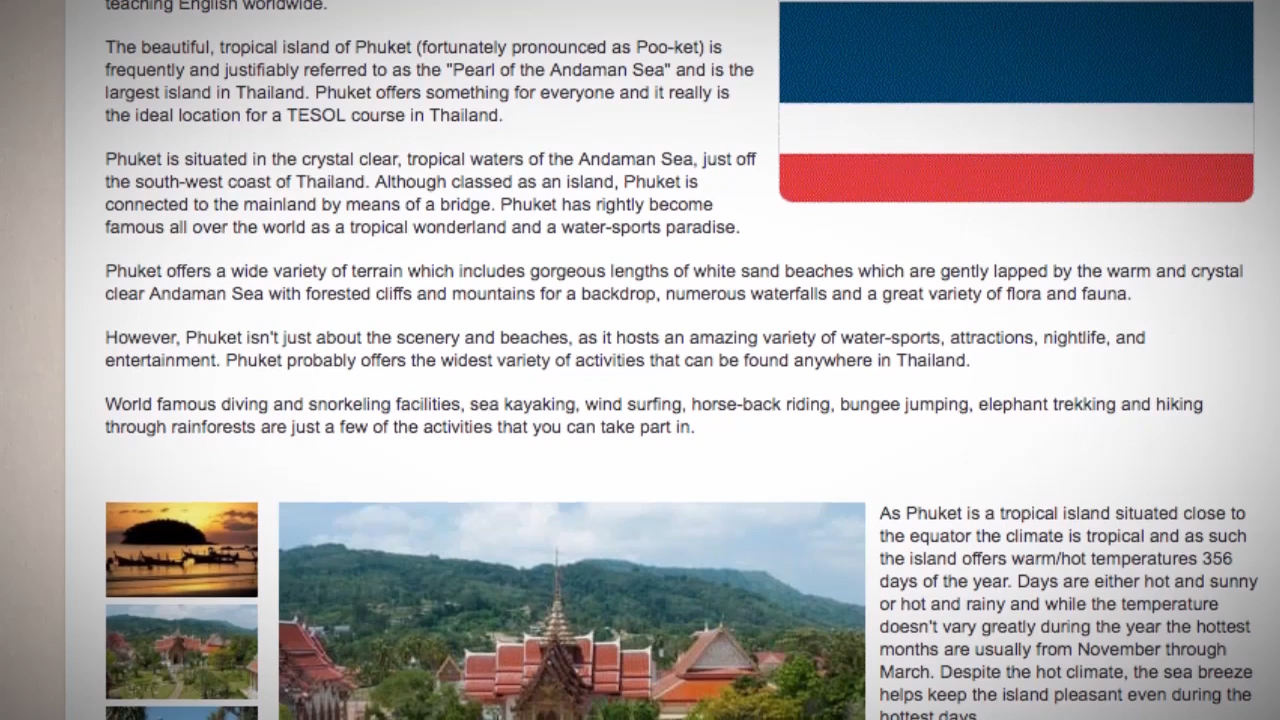 teaching English worldwide.
The beautiful, tropical island of Phuket (fortunately pronounced as Poo-ket) is
frequently and justifiably referred to as the "Pearl of the Andaman Sea" and is the
largest island in Thailand. Phuket offers something for everyone and it really is
the ideal location for a TESOL course in Thailand.
Phuket is situated in the crystal clear, tropical waters of the Andaman Sea, just off
the south-west coast of Thailand. Although classed as an island, Phuket is
connected to the mainland by means of a bridge. Phuket has rightly become
famous all over the world as a tropical wonderland and a water-sports paradise.
Phuket offers a wide variety of terrain which includes gorgeous lengths of white sand beaches which are gently lapped by the warm and crystal
clear Andaman Sea with forested cliffs and mountains for a backdrop, numerous waterfalls and a great variety of flora and fauna.
However, Phuket isn't just about the scenery and beaches, as it hosts an amazing variety of water-sports, attractions, nightlife, and
entertainment. Phuket probably offers the widest variety of activities that can be found anywhere in Thailand.
World famous diving and snorkeling facilities, sea kayaking, wind surfing, horse-back riding, bungee jumping, elephant trekking and hiking
through rainforests are just a few of the activities that you can take part in.
As Phuket is a tropical island situated close to
the equator the climate is tropical and as such
the island offers warm/hot temperatures 356
days of the year. Days are either hot and sunny
or hot and rainy and while the temperature
doesn't vary greatly during the year the hottest
months are usually from November through
March. Despite the hot climate, the sea breeze
helps keep the island pleasant even during the
hottest days